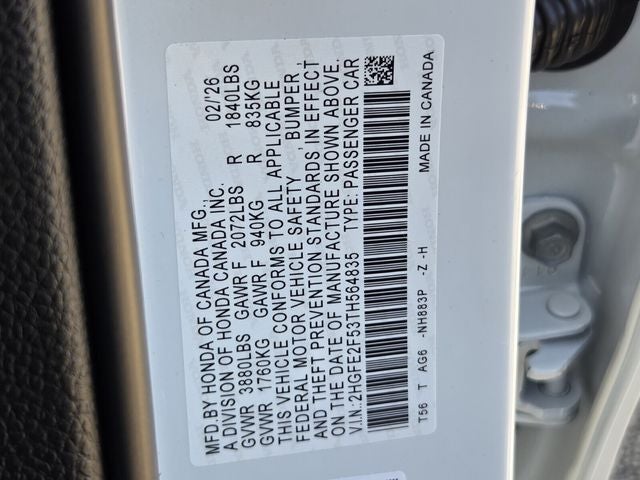 MFD.BY HONDA OF CANADA MFG., 02/'26
A DIVISION OF HONDA CANADA INC.
GVWR 3860LBS GAWR F 2072LBS R 1840LBS
GVWR 1760KG GAWR F 940KG R 835KG
THIS VEHICLE CONFORMS TO ALL APPLICABLE
FEDERAL MOTOR VEHICLE SAFETY, BUMPER,
AND THEFT PREVENTION STANDARDS IN EFFECT
ON THE DATE OF MANUFACTURE SHOWN ABOVE.
V.I.N.:2HGFE2F53TH564835 TYPE: PASSENGER CAR
T56 T AG6 -NH883P -Z -H MADE IN CANADA